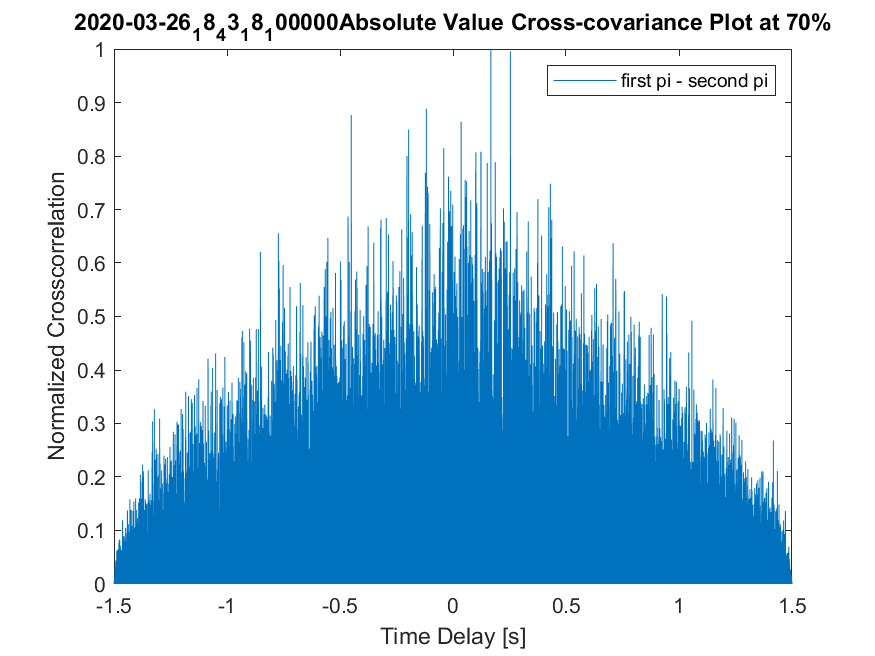 2020-03-26₁8₄3₁8₁00000Absolute Value Cross-covariance Plot at 70%
first pi - second pi
Normalized Crosscorrelation
1
0.9
0.8
0.7
0.6
0.5
0.4
0.3
0.2
0.1
0
-1.5 -1 -0.5 0 0.5 1 1.5
Time Delay [s]